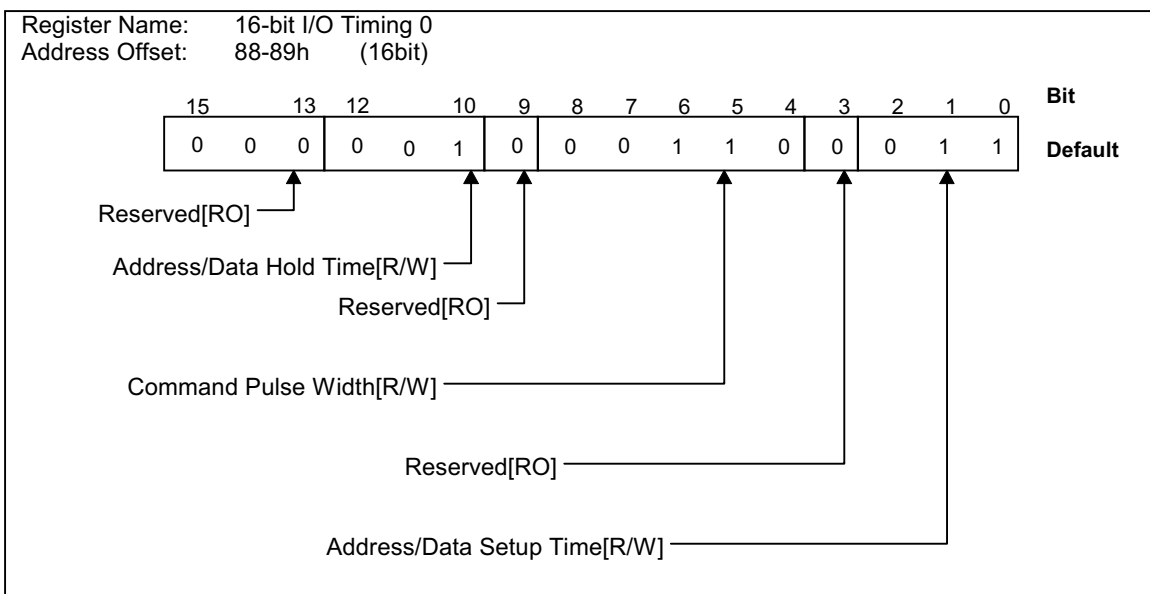 Register Name: 16-bit I/O Timing 0
Address Offset: 88-89h (16bit)
15 13 12 10 9 8 7 6 5 4 3 2 1 0 Bit
0 0 0 0 0 1 0 0 0 1 1 0 0 0 1 1 Default
Reserved[RO]
Address/Data Hold Time[R/W]
Reserved[RO]
Command Pulse Width[R/W]
Reserved[RO]
Address/Data Setup Time[R/W]